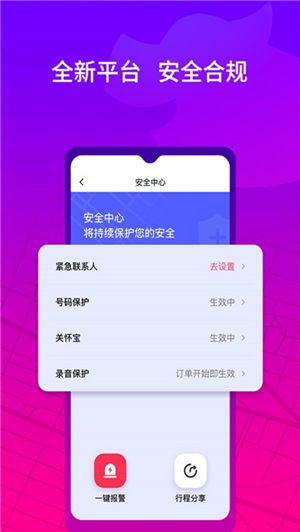 全新平台 安全合规
安全中心
安全中心
将持续保护您的安全
紧急联系人 去设置
号码保护 生效中
关怀宝 生效中
录音保护 订单开始即生效
一键报警 行程分享